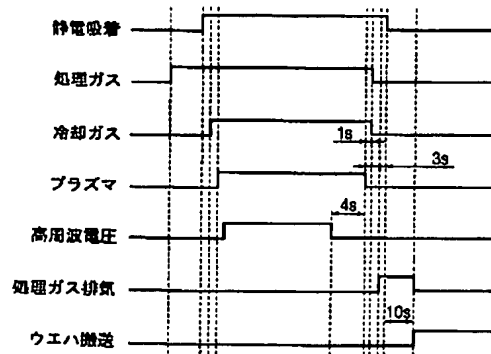 静電吸着
処理ガス
冷却ガス
1s
3s
プラズマ
4s
高周波電圧
処理ガス排気
10s
ウエハ搬送